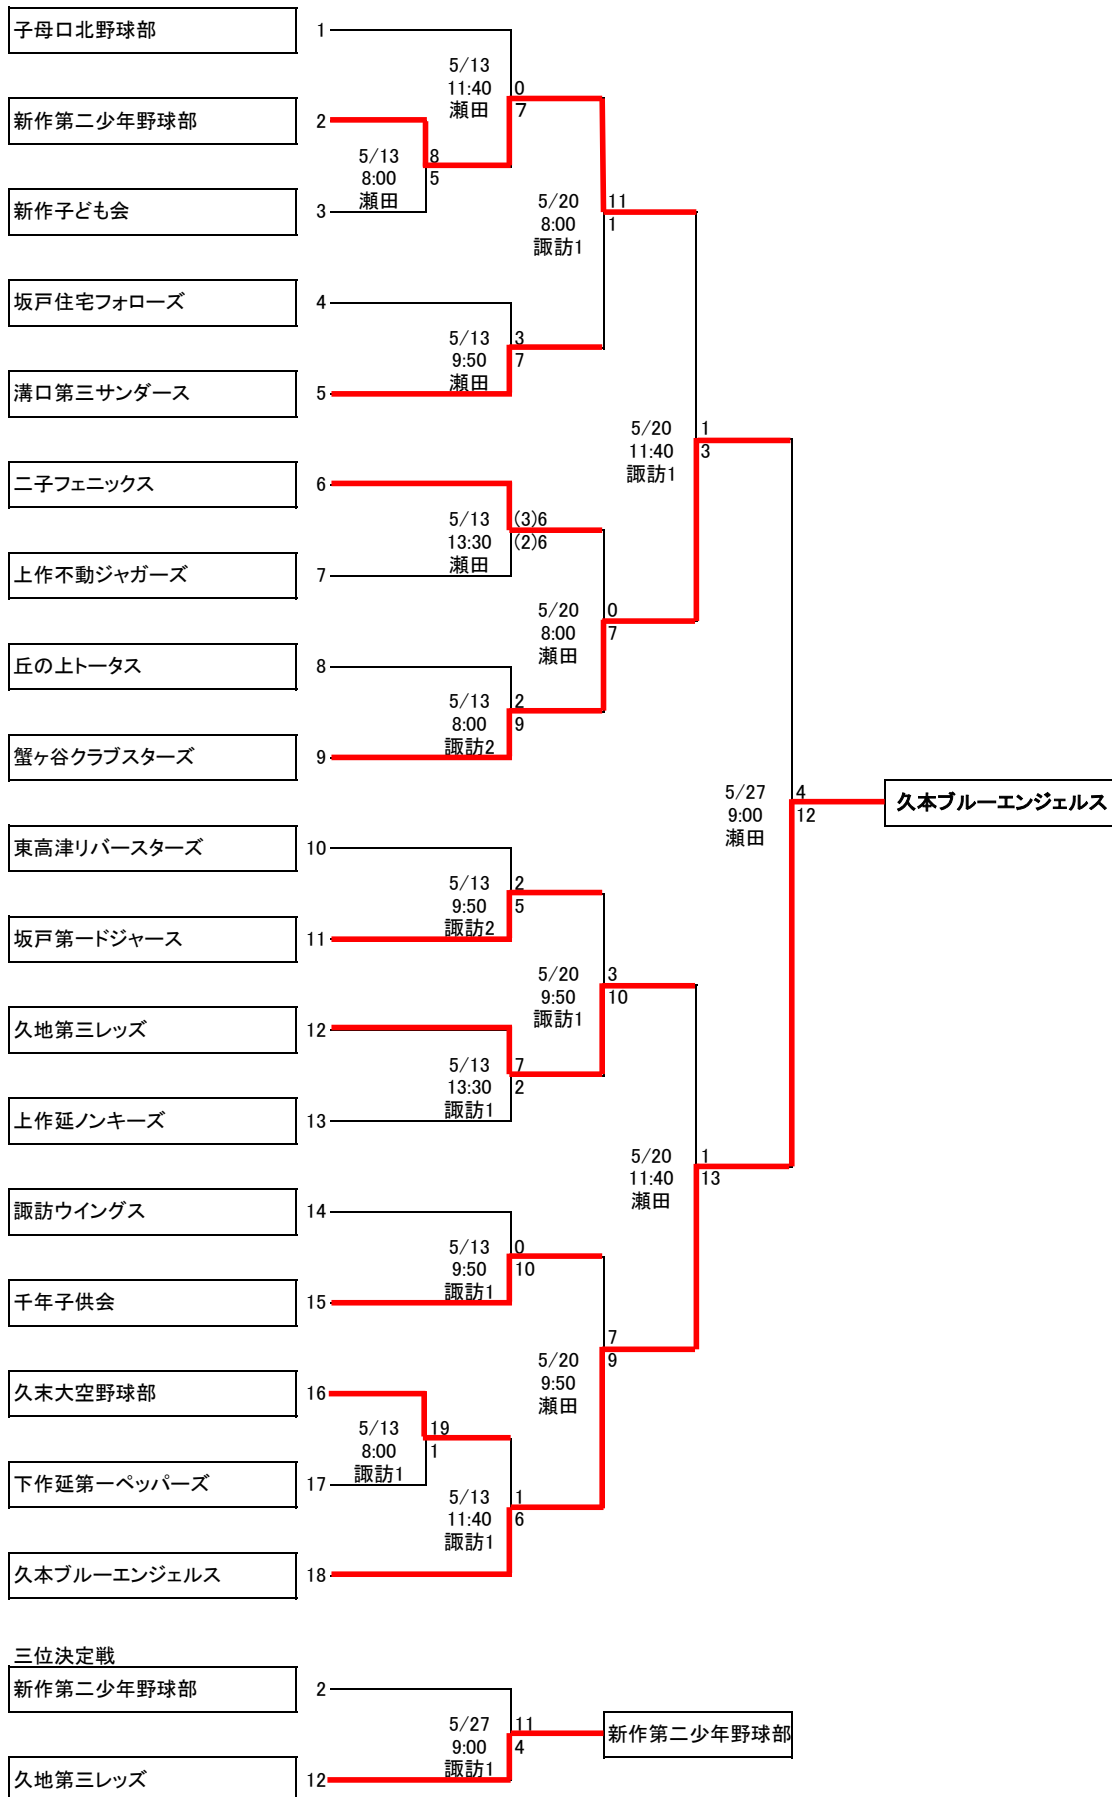 子母口北野球部 1
5/13
11:40
瀬田
0
7
新作第二少年野球部 2
5/13
8:00
瀬田
8
5
新作子ども会 3
5/20
8:00
諏訪1
11
1
坂戸住宅フォローズ 4
5/13
9:50
瀬田
3
7
溝口第三サンダース 5
5/20
11:40
諏訪1
1
3
二子フェニックス 6
5/13
13:30
瀬田
(3)6
(2)6
上作不動ジャガーズ 7
5/20
8:00
瀬田
0
7
丘の上トータス 8
5/13
8:00
諏訪2
2
9
蟹ヶ谷クラブスターズ 9
5/27
9:00
瀬田
4
12
久本ブルーエンジェルス
東高津リバースターズ 10
5/13
9:50
諏訪2
2
5
坂戸第一ドジャース 11
5/20
9:50
諏訪1
3
10
久地第三レッズ 12
5/13
13:30
諏訪1
7
2
上作延ノンキーズ 13
5/20
11:40
瀬田
1
13
諏訪ウイングス 14
5/13
9:50
諏訪1
0
10
千年子供会 15
5/20
9:50
瀬田
7
9
久末大空野球部 16
5/13
8:00
諏訪1
19
1
下作延第一ペッパーズ 17
5/13
11:40
諏訪1
1
6
久本ブルーエンジェルス 18
三位決定戦
新作第二少年野球部 2
5/27
9:00
諏訪1
11
4
新作第二少年野球部
久地第三レッズ 12